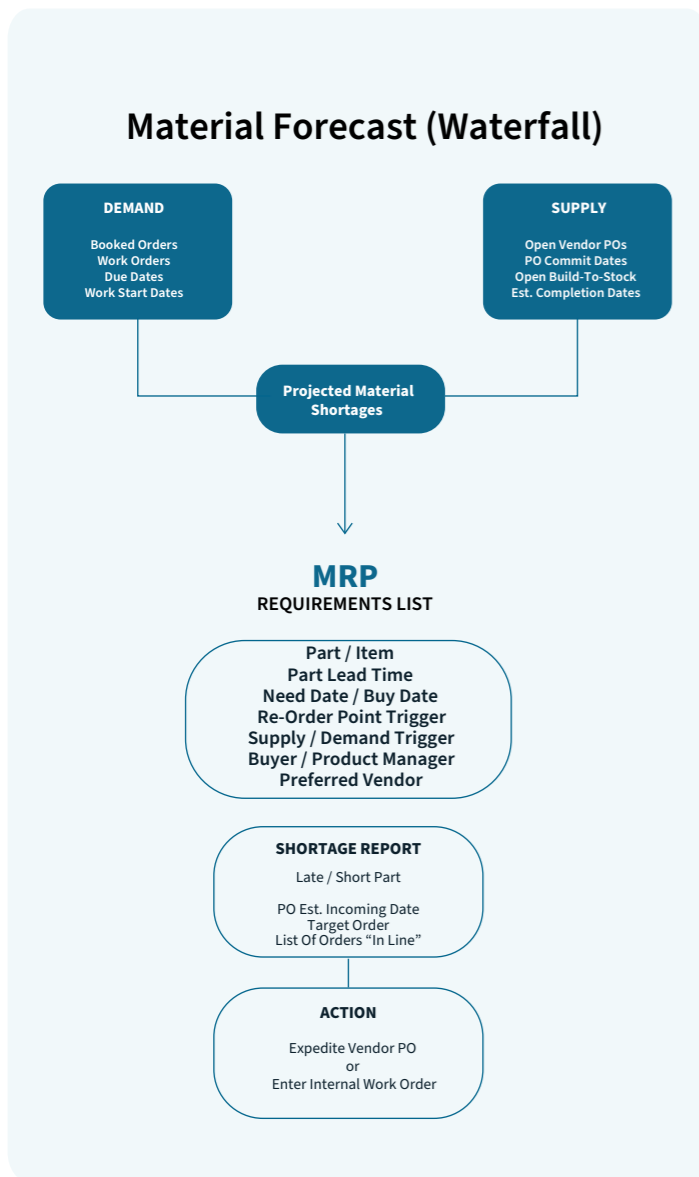 Material Forecast (Waterfall)
DEMAND
Booked Orders
Work Orders
Due Dates
Work Start Dates
SUPPLY
Open Vendor POs
PO Commit Dates
Open Build-To-Stock
Est. Completion Dates
Projected Material
Shortages
MRP
REQUIREMENTS LIST
Part / Item
Part Lead Time
Need Date / Buy Date
Re-Order Point Trigger
Supply / Demand Trigger
Buyer / Product Manager
Preferred Vendor
SHORTAGE REPORT
Late / Short Part
PO Est. Incoming Date
Target Order
List Of Orders “In Line”
ACTION
Expedite Vendor PO
or
Enter Internal Work Order